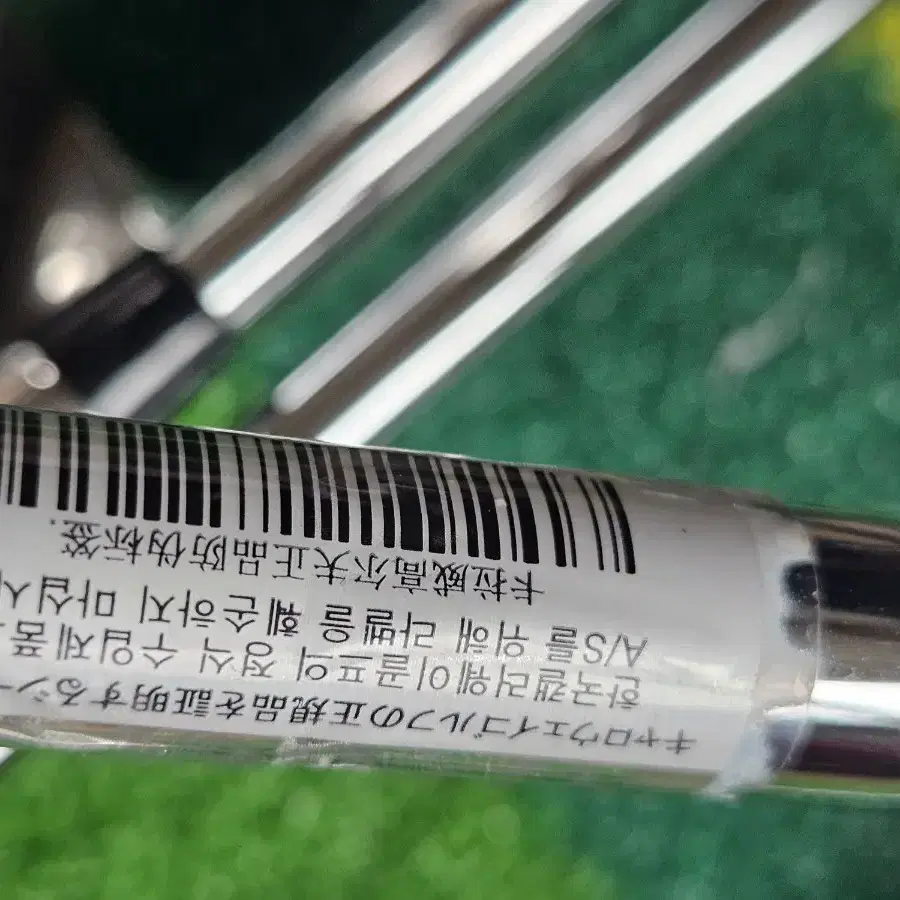 キャロウェイゴルフの正規品を証明するシー
한국캘러웨이골프의 정식 수입제품
A/S를 위해 라벨을 훼손하지 마십시
卡拉威高尔夫正品防伪标签.